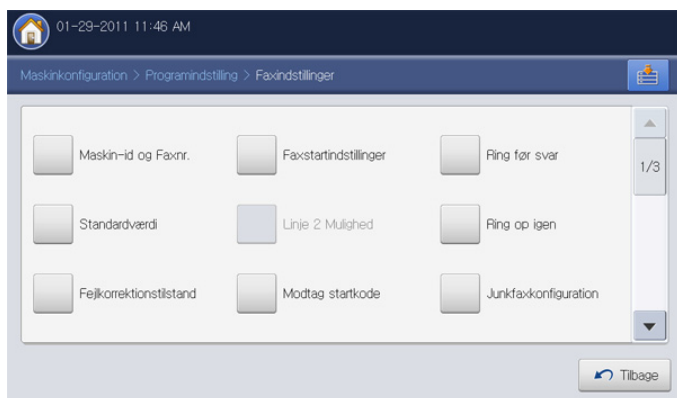 01-29-2011 11:46 AM
Maskinkonfiguration > Programindstilling > Faxindstillinger
Maskin-id og Faxnr. Faxstartindstillinger Ring før svar
1/3
Standardværdi Linje 2 Mulighed Ring op igen
Fejlkorrektionstilstand Modtag startkode Junkfaxkonfiguration
Tilbage